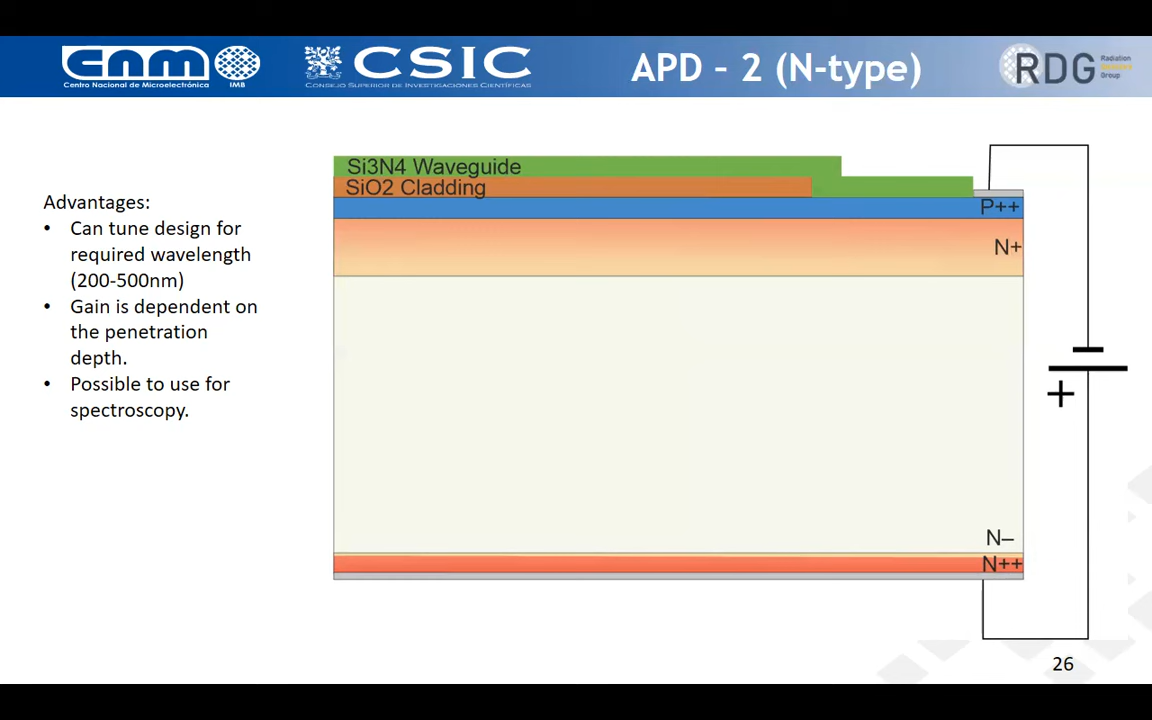 cnm
Centro Nacional de Microelectrónica
IMB
CSIC
CONSEJO SUPERIOR DE INVESTIGACIONES CIENTÍFICAS
APD – 2 (N-type)
RDG
Radiation
Group
Advantages:
• Can tune design for
required wavelength
(200-500nm)
• Gain is dependent on
the penetration
depth.
• Possible to use for
spectroscopy.
Si3N4 Waveguide
SiO2 Cladding
P++
N+
+
N–
N++
26